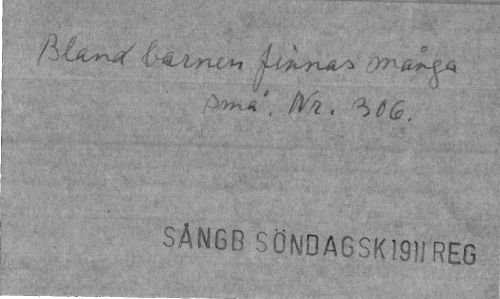 Bland barnen finnas många
små. Nr. 306.
SÅNGB SÖNDAGSK 1911 REG